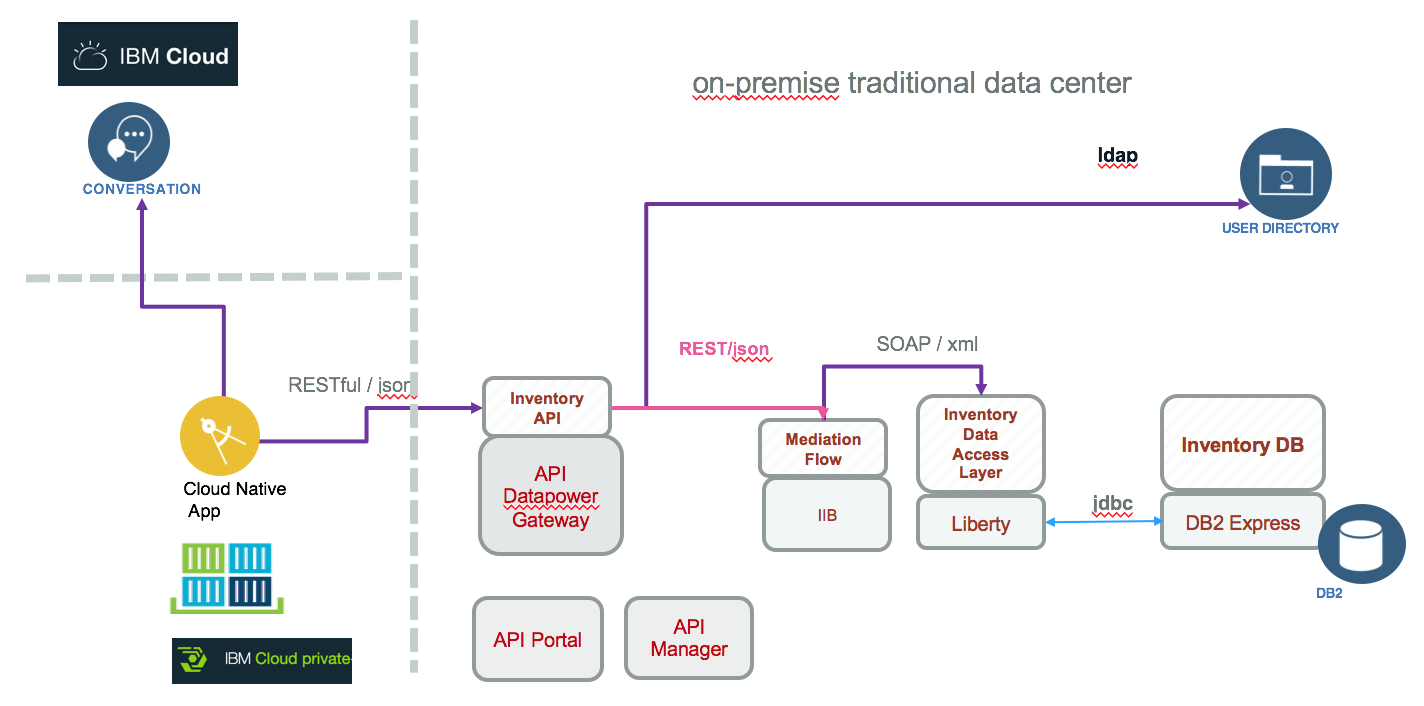 IBM Cloud
on-premise traditional data center
CONVERSATION
ldap
USER DIRECTORY
REST/json
SOAP / xml
RESTful / json
Inventory
API
Mediation
Flow
Inventory
Data
Access
Layer
Inventory DB
API
Datapower
Gateway
IIB
Liberty
jdbc
DB2 Express
DB2
Cloud Native
App
API Portal
API
Manager
IBM Cloud private